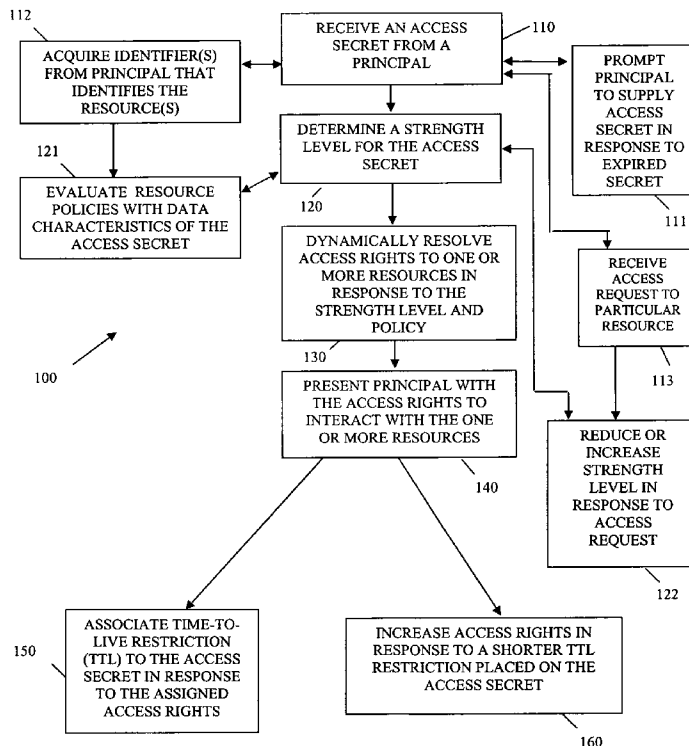 112
ACQUIRE IDENTIFIER(S)
FROM PRINCIPAL THAT
IDENTIFIES THE
RESOURCE(S)
RECEIVE AN ACCESS
SECRET FROM A
PRINCIPAL
110
PROMPT
PRINCIPAL
TO SUPPLY
ACCESS
SECRET IN
RESPONSE TO
EXPIRED
SECRET
111
121
EVALUATE RESOURCE
POLICIES WITH DATA
CHARACTERISTICS OF THE
ACCESS SECRET
DETERMINE A STRENGTH
LEVEL FOR THE ACCESS
SECRET
120
DYNAMICALLY RESOLVE
ACCESS RIGHTS TO ONE OR
MORE RESOURCES IN
RESPONSE TO THE
STRENGTH LEVEL AND
POLICY
130
RECEIVE
ACCESS
REQUEST TO
PARTICULAR
RESOURCE
113
100
PRESENT PRINCIPAL WITH
THE ACCESS RIGHTS TO
INTERACT WITH THE ONE
OR MORE RESOURCES
140
REDUCE OR
INCREASE
STRENGTH
LEVEL IN
RESPONSE TO
ACCESS
REQUEST
122
150
ASSOCIATE TIME-TO-
LIVE RESTRICTION
(TTL) TO THE ACCESS
SECRET IN RESPONSE
TO THE ASSIGNED
ACCESS RIGHTS
INCREASE ACCESS RIGHTS IN
RESPONSE TO A SHORTER TTL
RESTRICTION PLACED ON THE
ACCESS SECRET
160